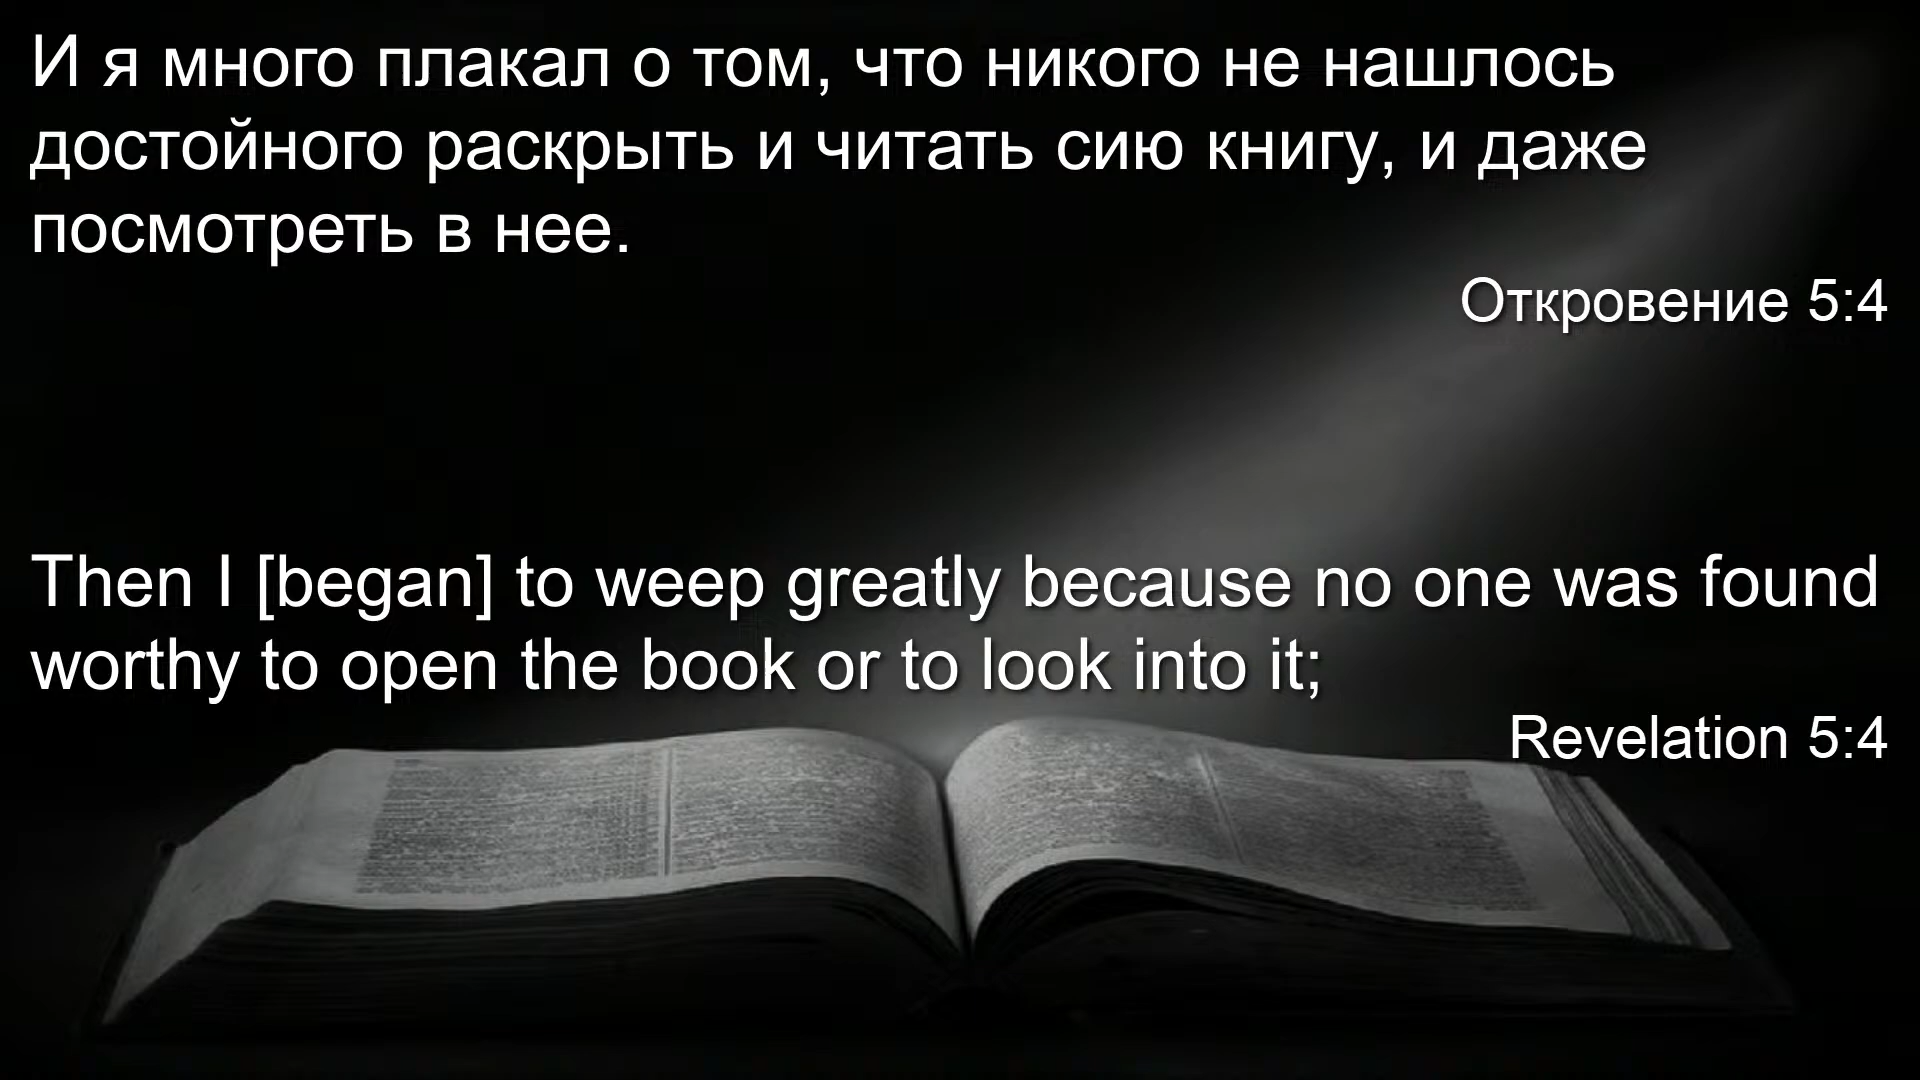 И я много плакал о том, что никого не нашлось
достойного раскрыть и читать сию книгу, и даже
посмотреть в нее.
Откровение 5:4
Then I [began] to weep greatly because no one was found
worthy to open the book or to look into it;
Revelation 5:4